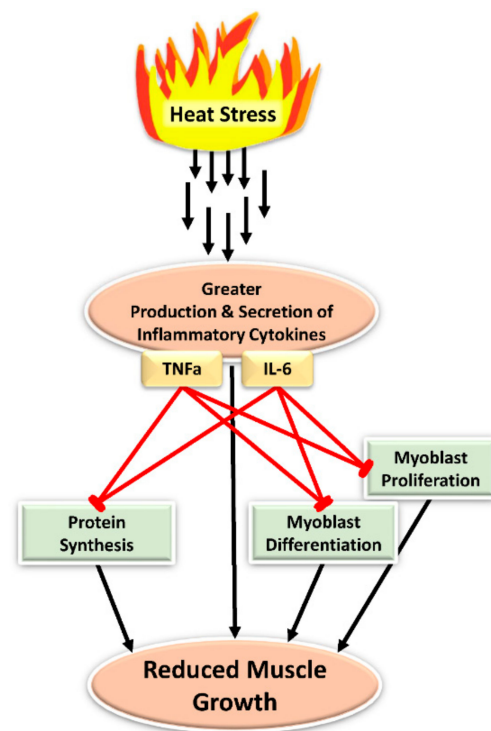 Heat Stress
Greater
Production & Secretion of
Inflammatory Cytokines
TNFa
IL-6
Myoblast
Proliferation
Protein
Synthesis
Myoblast
Differentiation
Reduced Muscle
Growth